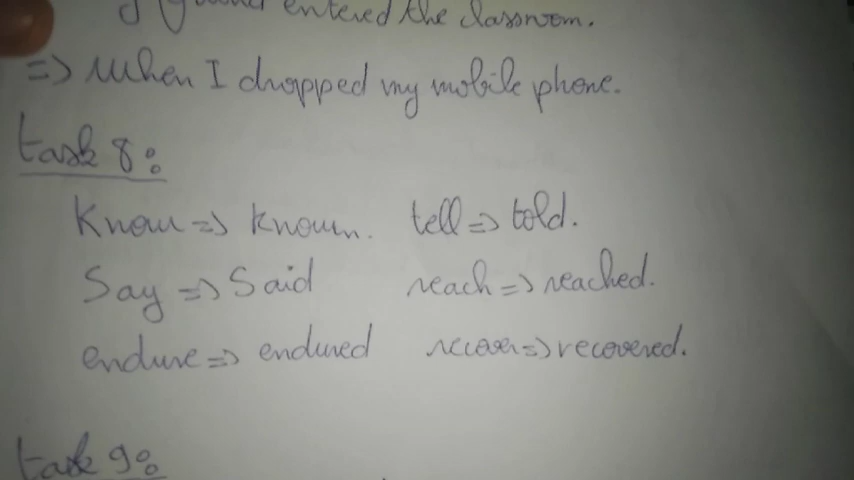 entered the classroom.
=> When I dropped my mobile phone.
task 8:
Know => known. tell => told.
Say => Said reach => reached.
endure => endured recover => recovered.
task 9: